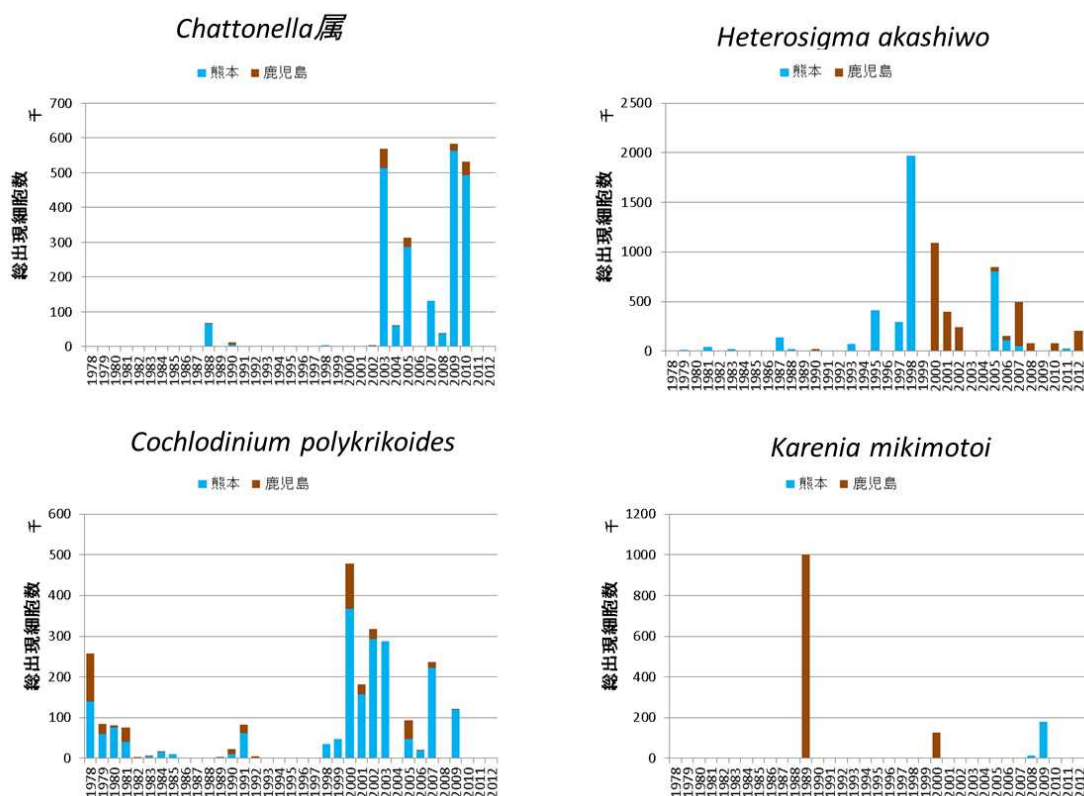 Chattonella属
熊本 鹿児島
千
総出現細胞数
700
600
500
400
300
200
100
0
1978 1979 1980 1981 1982 1983 1984 1985 1986 1987 1988 1989 1990 1991 1992 1993 1994 1995 1996 1997 1998 1999 2000 2001 2002 2003 2004 2005 2006 2007 2008 2009 2010 2011 2012
Heterosigma akashiwo
熊本 鹿児島
千
総出現細胞数
2500
2000
1500
1000
500
0
1978 1979 1980 1981 1982 1983 1984 1985 1986 1987 1988 1989 1990 1991 1992 1993 1994 1995 1996 1997 1998 1999 2000 2001 2002 2003 2004 2005 2006 2007 2008 2009 2010 2011 2012
Cochlodinium polykrikoides
熊本 鹿児島
千
総出現細胞数
600
500
400
300
200
100
0
1978 1979 1980 1981 1982 1983 1984 1985 1986 1987 1988 1989 1990 1991 1992 1993 1994 1995 1996 1997 1998 1999 2000 2001 2002 2003 2004 2005 2006 2007 2008 2009 2010 2011 2012
Karenia mikimotoi
熊本 鹿児島
千
総出現細胞数
1200
1000
800
600
400
200
0
1978 1979 1980 1981 1982 1983 1984 1985 1986 1987 1988 1989 1990 1991 1992 1993 1994 1995 1996 1997 1998 1999 2000 2001 2002 2003 2004 2005 2006 2007 2008 2009 2010 2011 2012